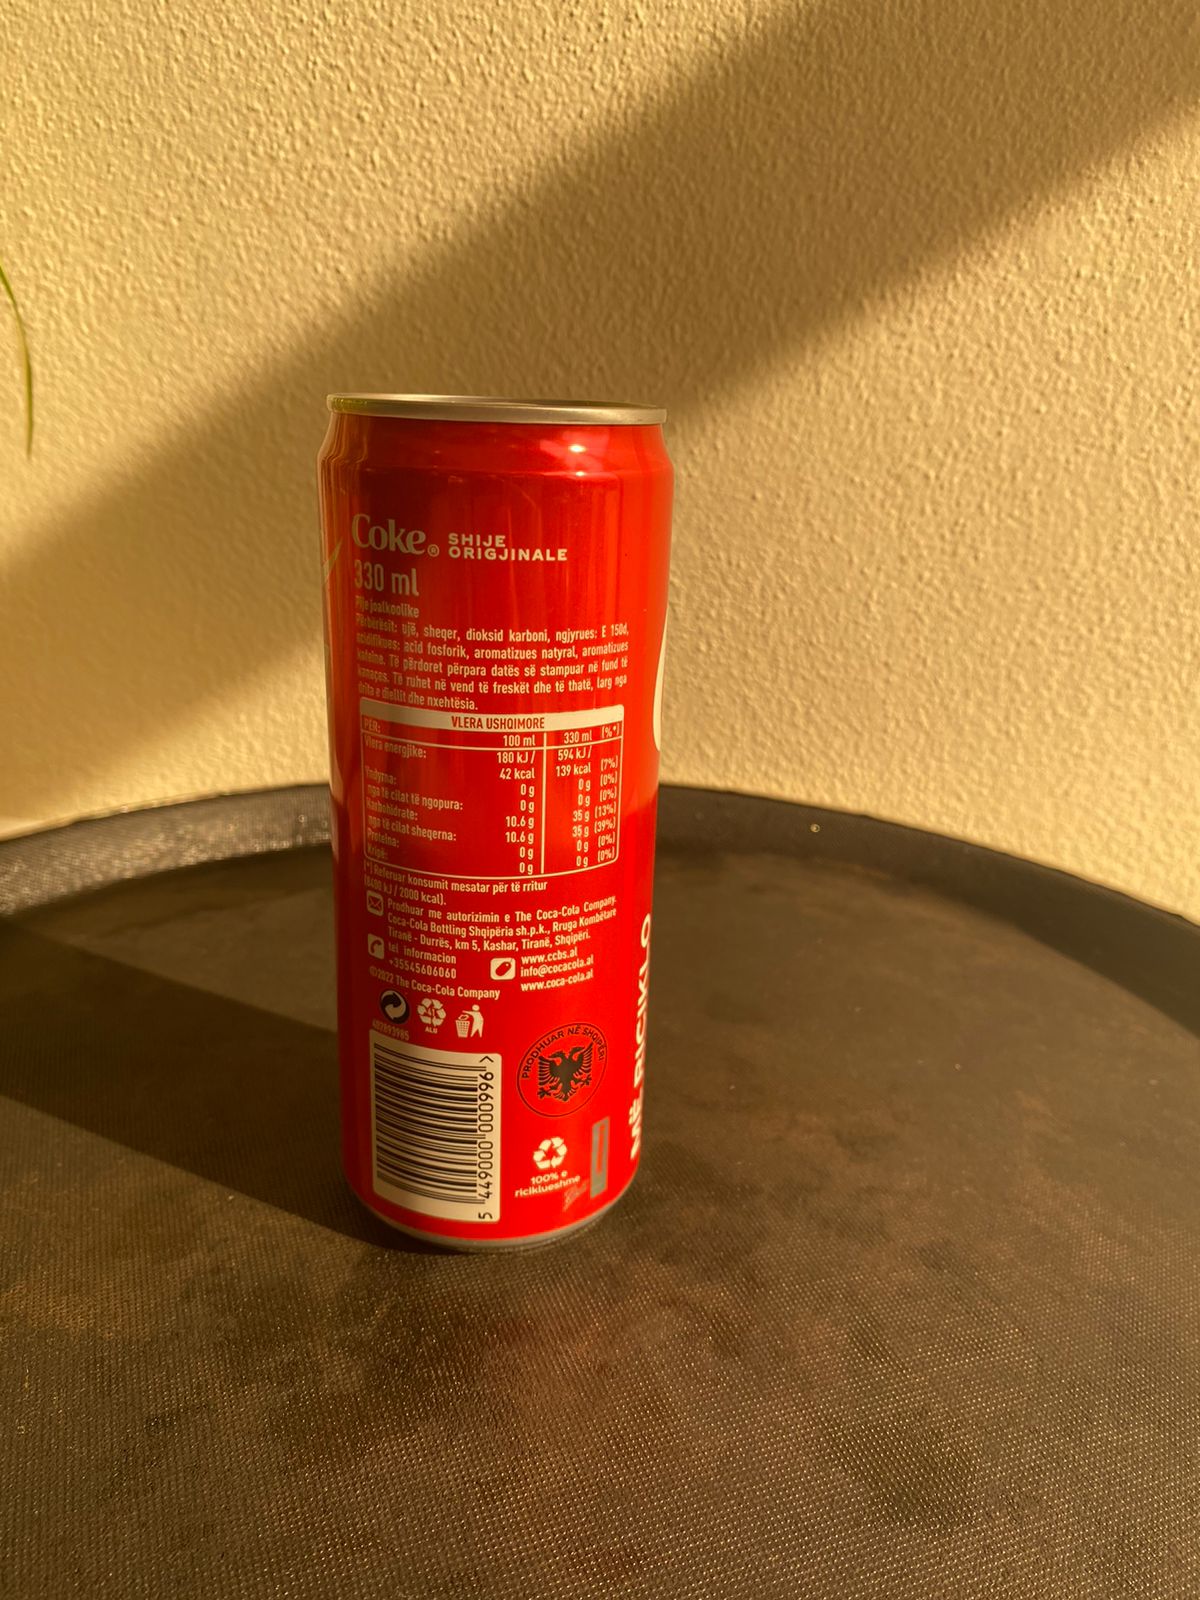 Coke® SHIJE
ORIGJINALE
330 ml
Pije joalkoolike
Përbërësit: ujë, sheqer, dioksid karboni, ngjyrues: E 150d,
acidifikues: acid fosforik, aromatizues natyral, aromatizues
kafeine. Të përdoret përpara datës së stampuar në fund të
kanaçes. Të ruhet në vend të freskët dhe të thatë, larg nga
drita e diellit dhe nxehtësia.
VLERA USHQIMORE
PËR: 100 ml 330 ml (%*)
Vlera energjike: 180 kJ / 594 kJ /
42 kcal 139 kcal (7%)
Yndyrna: 0 g 0 g (0%)
nga të cilat të ngopura: 0 g 0 g (0%)
Karbohidrate: 10.6 g 35 g (13%)
nga të cilat sheqerna: 10.6 g 35 g (39%)
Proteina: 0 g 0 g (0%)
Kripë: 0 g 0 g (0%)
(*) Referuar konsumit mesatar për të rritur
(8400 kJ / 2000 kcal).
Prodhuar me autorizimin e The Coca-Cola Company.
Coca-Cola Bottling Shqipëria sh.p.k., Rruga Kombëtare
Tiranë - Durrës, km 5, Kashar, Tiranë, Shqipëri.
tel informacion
+35545606060
www.ccbs.al
info@cocacola.al
www.coca-cola.al
©2022 The Coca-Cola Company
41
ALU
402893985
PRODHUAR NË SHQIPËRI
5 449000 000996 >
100% e
riciklueshme
MË RICIKLO